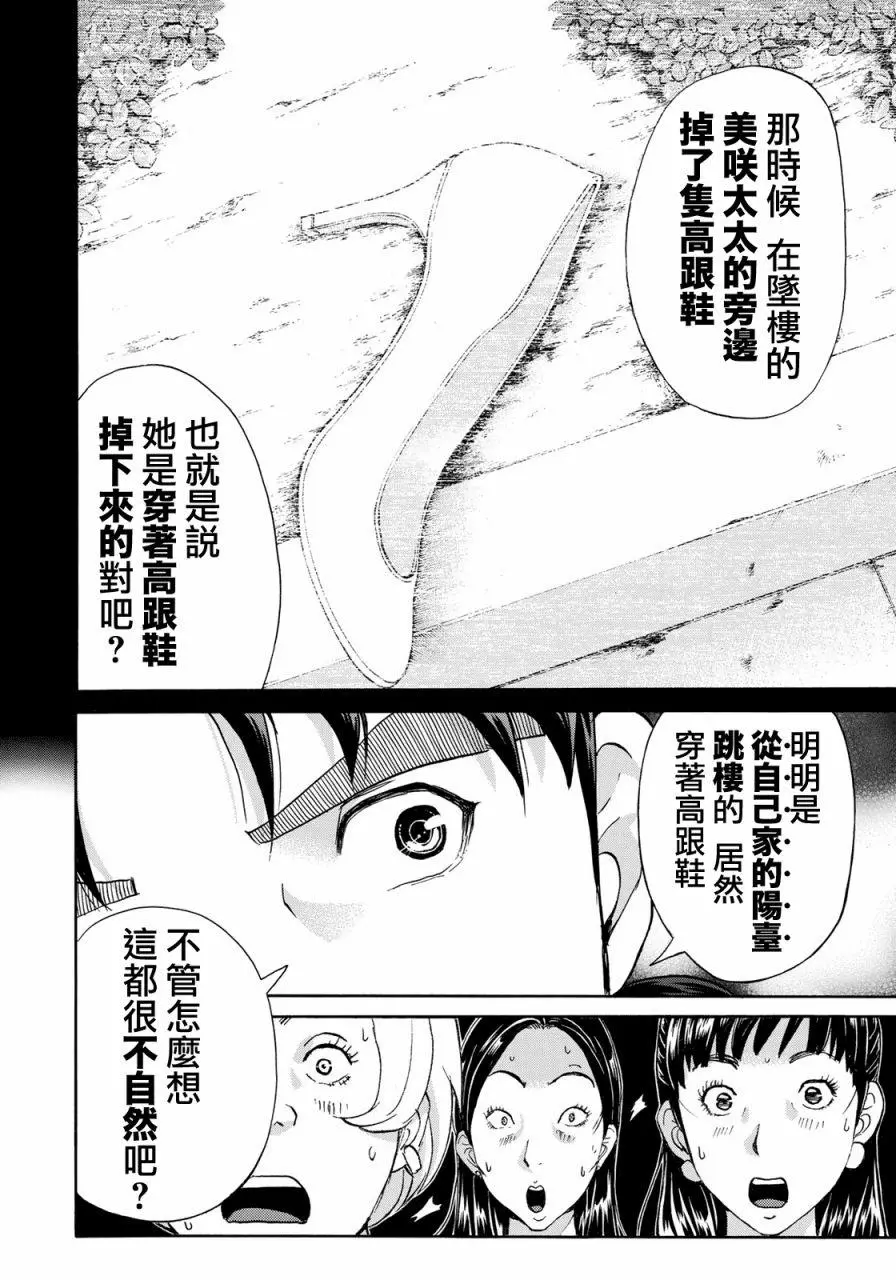 那時候 在墜樓的
美咲太太的旁邊
掉了隻高跟鞋
也就是説
她是穿著高跟鞋
掉下來的對吧？
明明是
從自己家的陽臺
跳樓的 居然
穿著高跟鞋
不管怎麼想
這都很不自然吧？